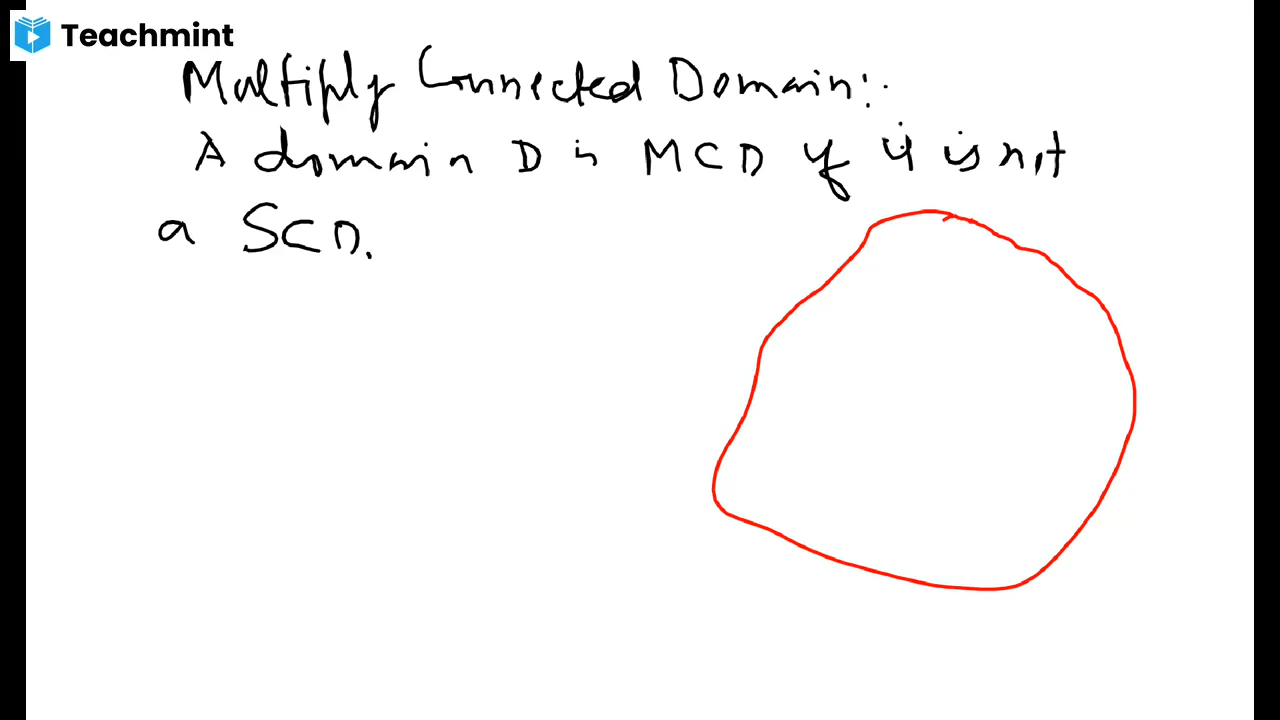 Teachmint
Multiply Connected Domain:.
A domain D is MCD if it is not
a SCD.